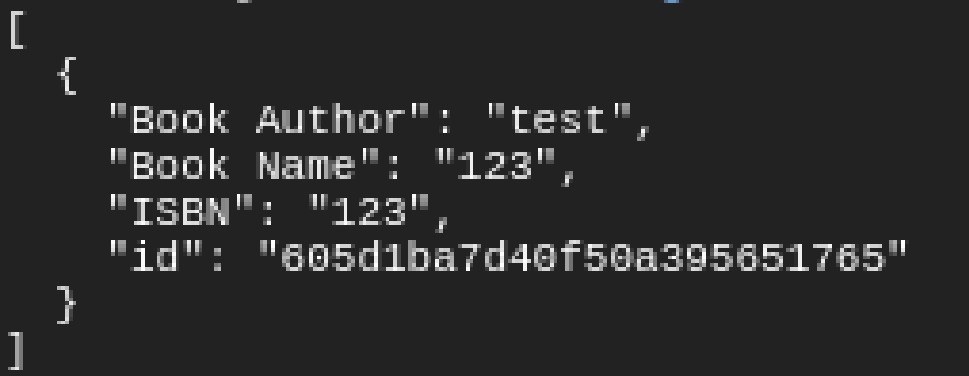 [
  {
    "Book Author": "test",
    "Book Name": "123",
    "ISBN": "123",
    "id": "605d1ba7d40f50a395651765"
  }
]